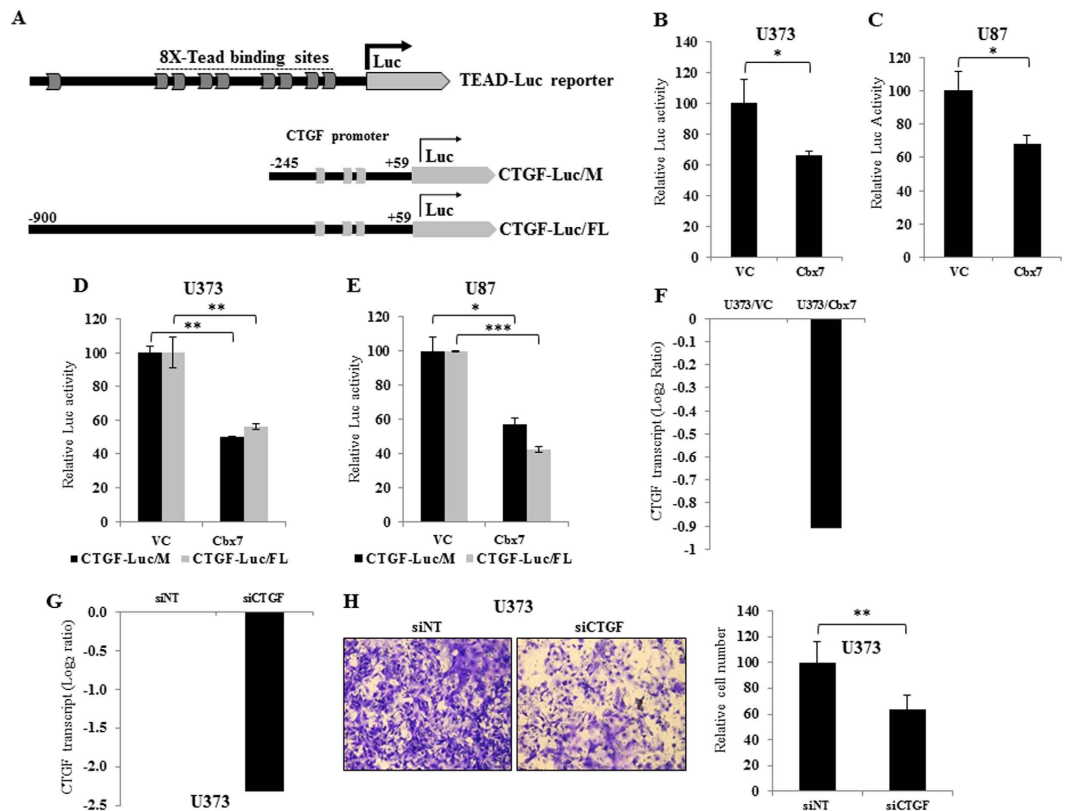 A
8X-Tead binding sites
Luc
TEAD-Luc reporter
CTGF promoter
-245
+59
Luc
CTGF-Luc/M
-900
+59
Luc
CTGF-Luc/FL
B
U373
Relative Luc activity
140
120
100
80
60
40
20
0
*
VC
Cbx7
C
U87
Relative Luc Activity
140
120
100
80
60
40
20
0
*
VC
Cbx7
D
U373
Relative Luc activity
120
100
80
60
40
20
0
**
**
VC
Cbx7
CTGF-Luc/M
CTGF-Luc/FL
E
U87
Relative Luc activity
120
100
80
60
40
20
0
*
***
VC
Cbx7
CTGF-Luc/M
CTGF-Luc/FL
F
U373/VC
U373/Cbx7
CTGF transcript (Log2 Ratio)
0
-0.1
-0.2
-0.3
-0.4
-0.5
-0.6
-0.7
-0.8
-0.9
-1
G
siNT
siCTGF
CTGF transcript (Log2 ratio)
0.0
-0.5
-1.0
-1.5
-2.0
-2.5
U373
H
U373
siNT
siCTGF
Relative cell number
140
120
100
80
60
40
20
0
**
U373
siNT
siCTGF